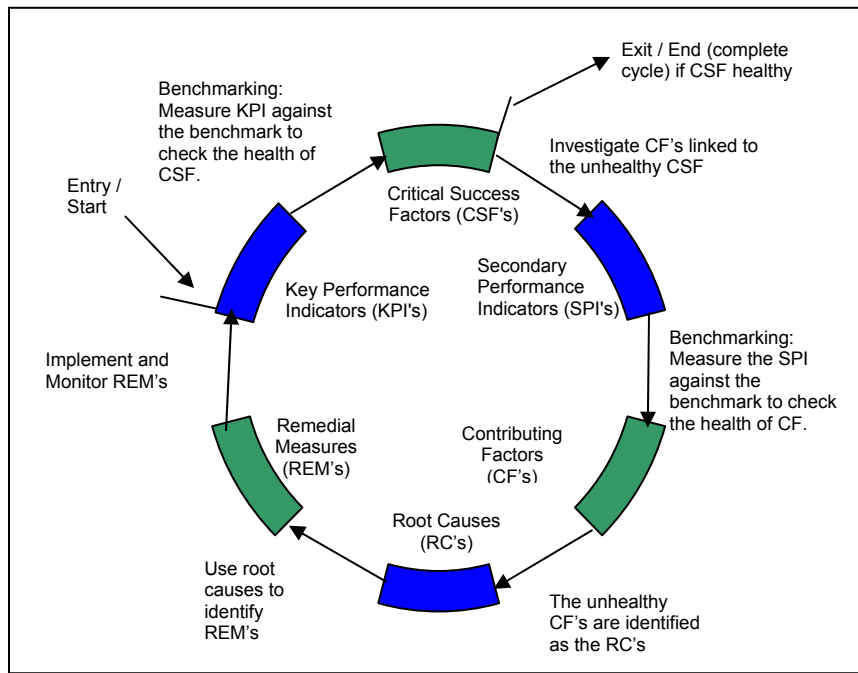 Exit / End (complete
cycle) if CSF healthy
Benchmarking:
Measure KPI against
the benchmark to
check the health of
CSF.
Investigate CF's linked to
the unhealthy CSF
Entry /
Start
Critical Success
Factors (CSF's)
Key Performance
Indicators (KPI's)
Secondary
Performance
Indicators (SPI's)
Benchmarking:
Measure the SPI
against the
benchmark to check
the health of CF.
Implement and
Monitor REM's
Remedial
Measures
(REM's)
Contributing
Factors
(CF's)
Root Causes
(RC's)
Use root
causes to
identify
REM's
The unhealthy
CF's are identified
as the RC's